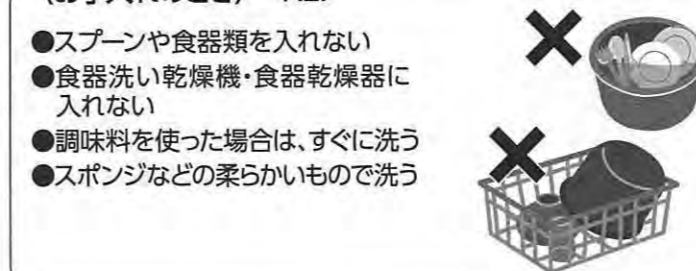 ●スプーンや食器類を入れない
●食器洗い乾燥機・食器乾燥器に
入れない
●調味料を使った場合は、すぐに洗う
●スポンジなどの柔らかいもので洗う